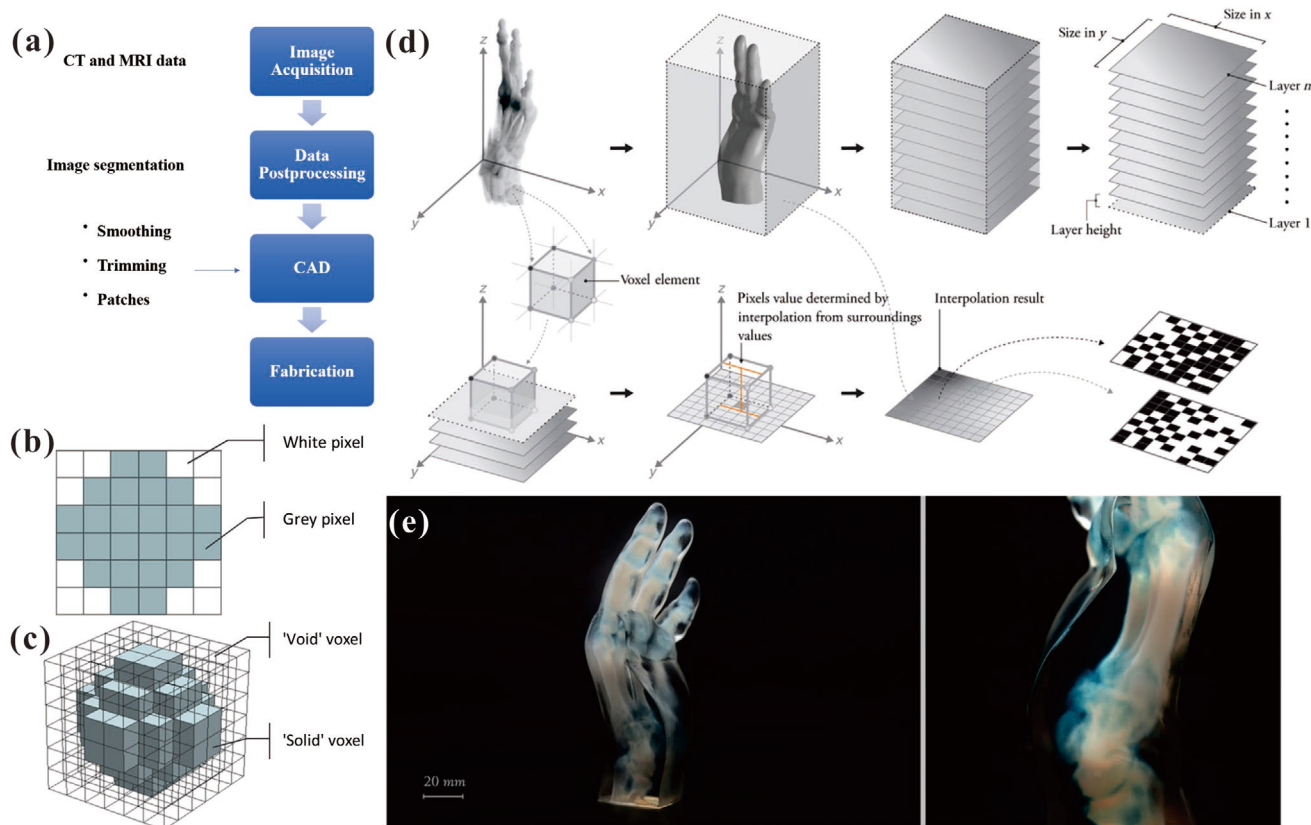 (a)
CT and MRI data
Image
Acquisition
Image segmentation
Data
Postprocessing
• Smoothing
• Trimming
• Patches
CAD
Fabrication
(b)
White pixel
Grey pixel
(c)
'Void' voxel
'Solid' voxel
(d)
z
x
y
z
x
y
Size in x
Size in y
Layer n
Layer 1
Layer height
Voxel element
z
x
y
Pixels value determined by
interpolation from surroundings
values
z
x
y
Interpolation result
(e)
20 mm